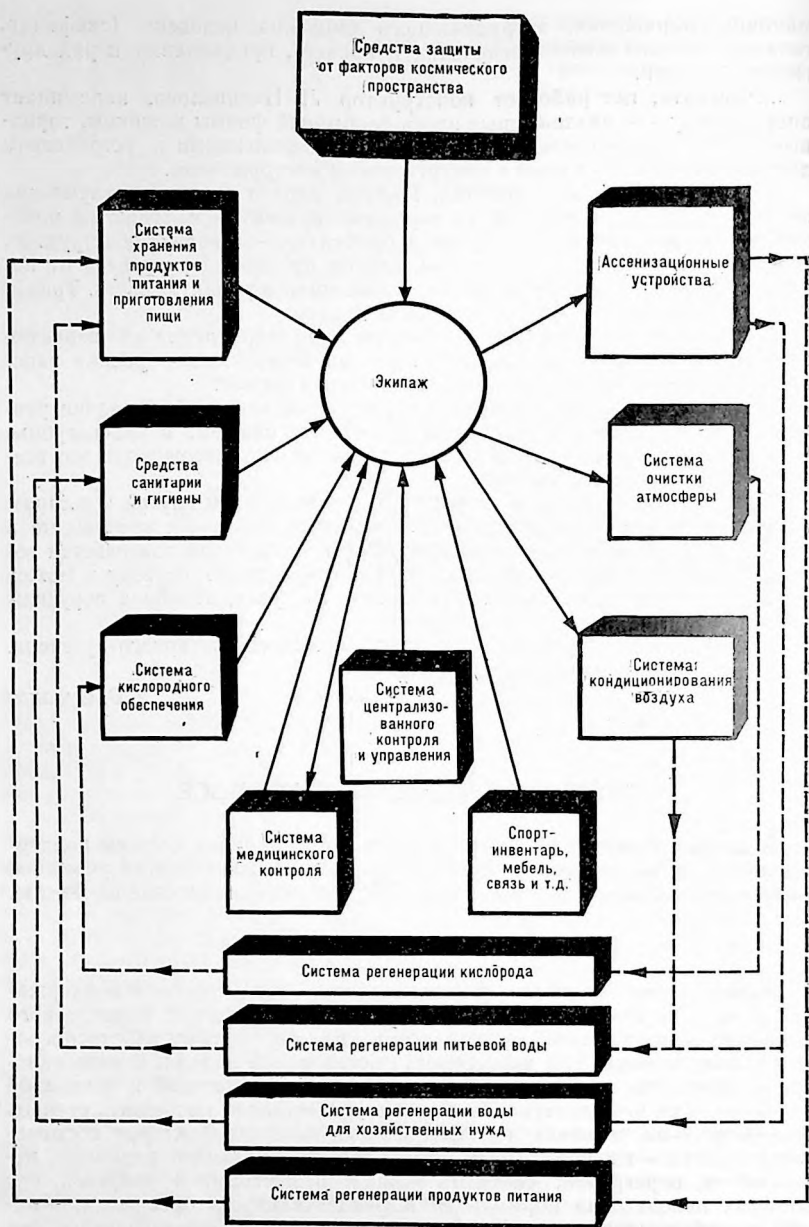 Средства защиты
от факторов космического
пространства
Система
хранения
продуктов
питания и
приготовления
пищи
Ассенизационные
устройства
Экипаж
Средства
санитарии
и гигиены
Система
очистки
атмосферы
Система
кислородного
обеспечения
Система
централизо-
ванного
контроля
и управления
Система
кондиционирования
воздуха
Система
медицинского
контроля
Спорт-
инвентарь,
мебель,
связь и т.д.
Система регенерации кислорода
Система регенерации питьевой воды
Система регенерации воды
для хозяйственных нужд
Система регенерации продуктов питания